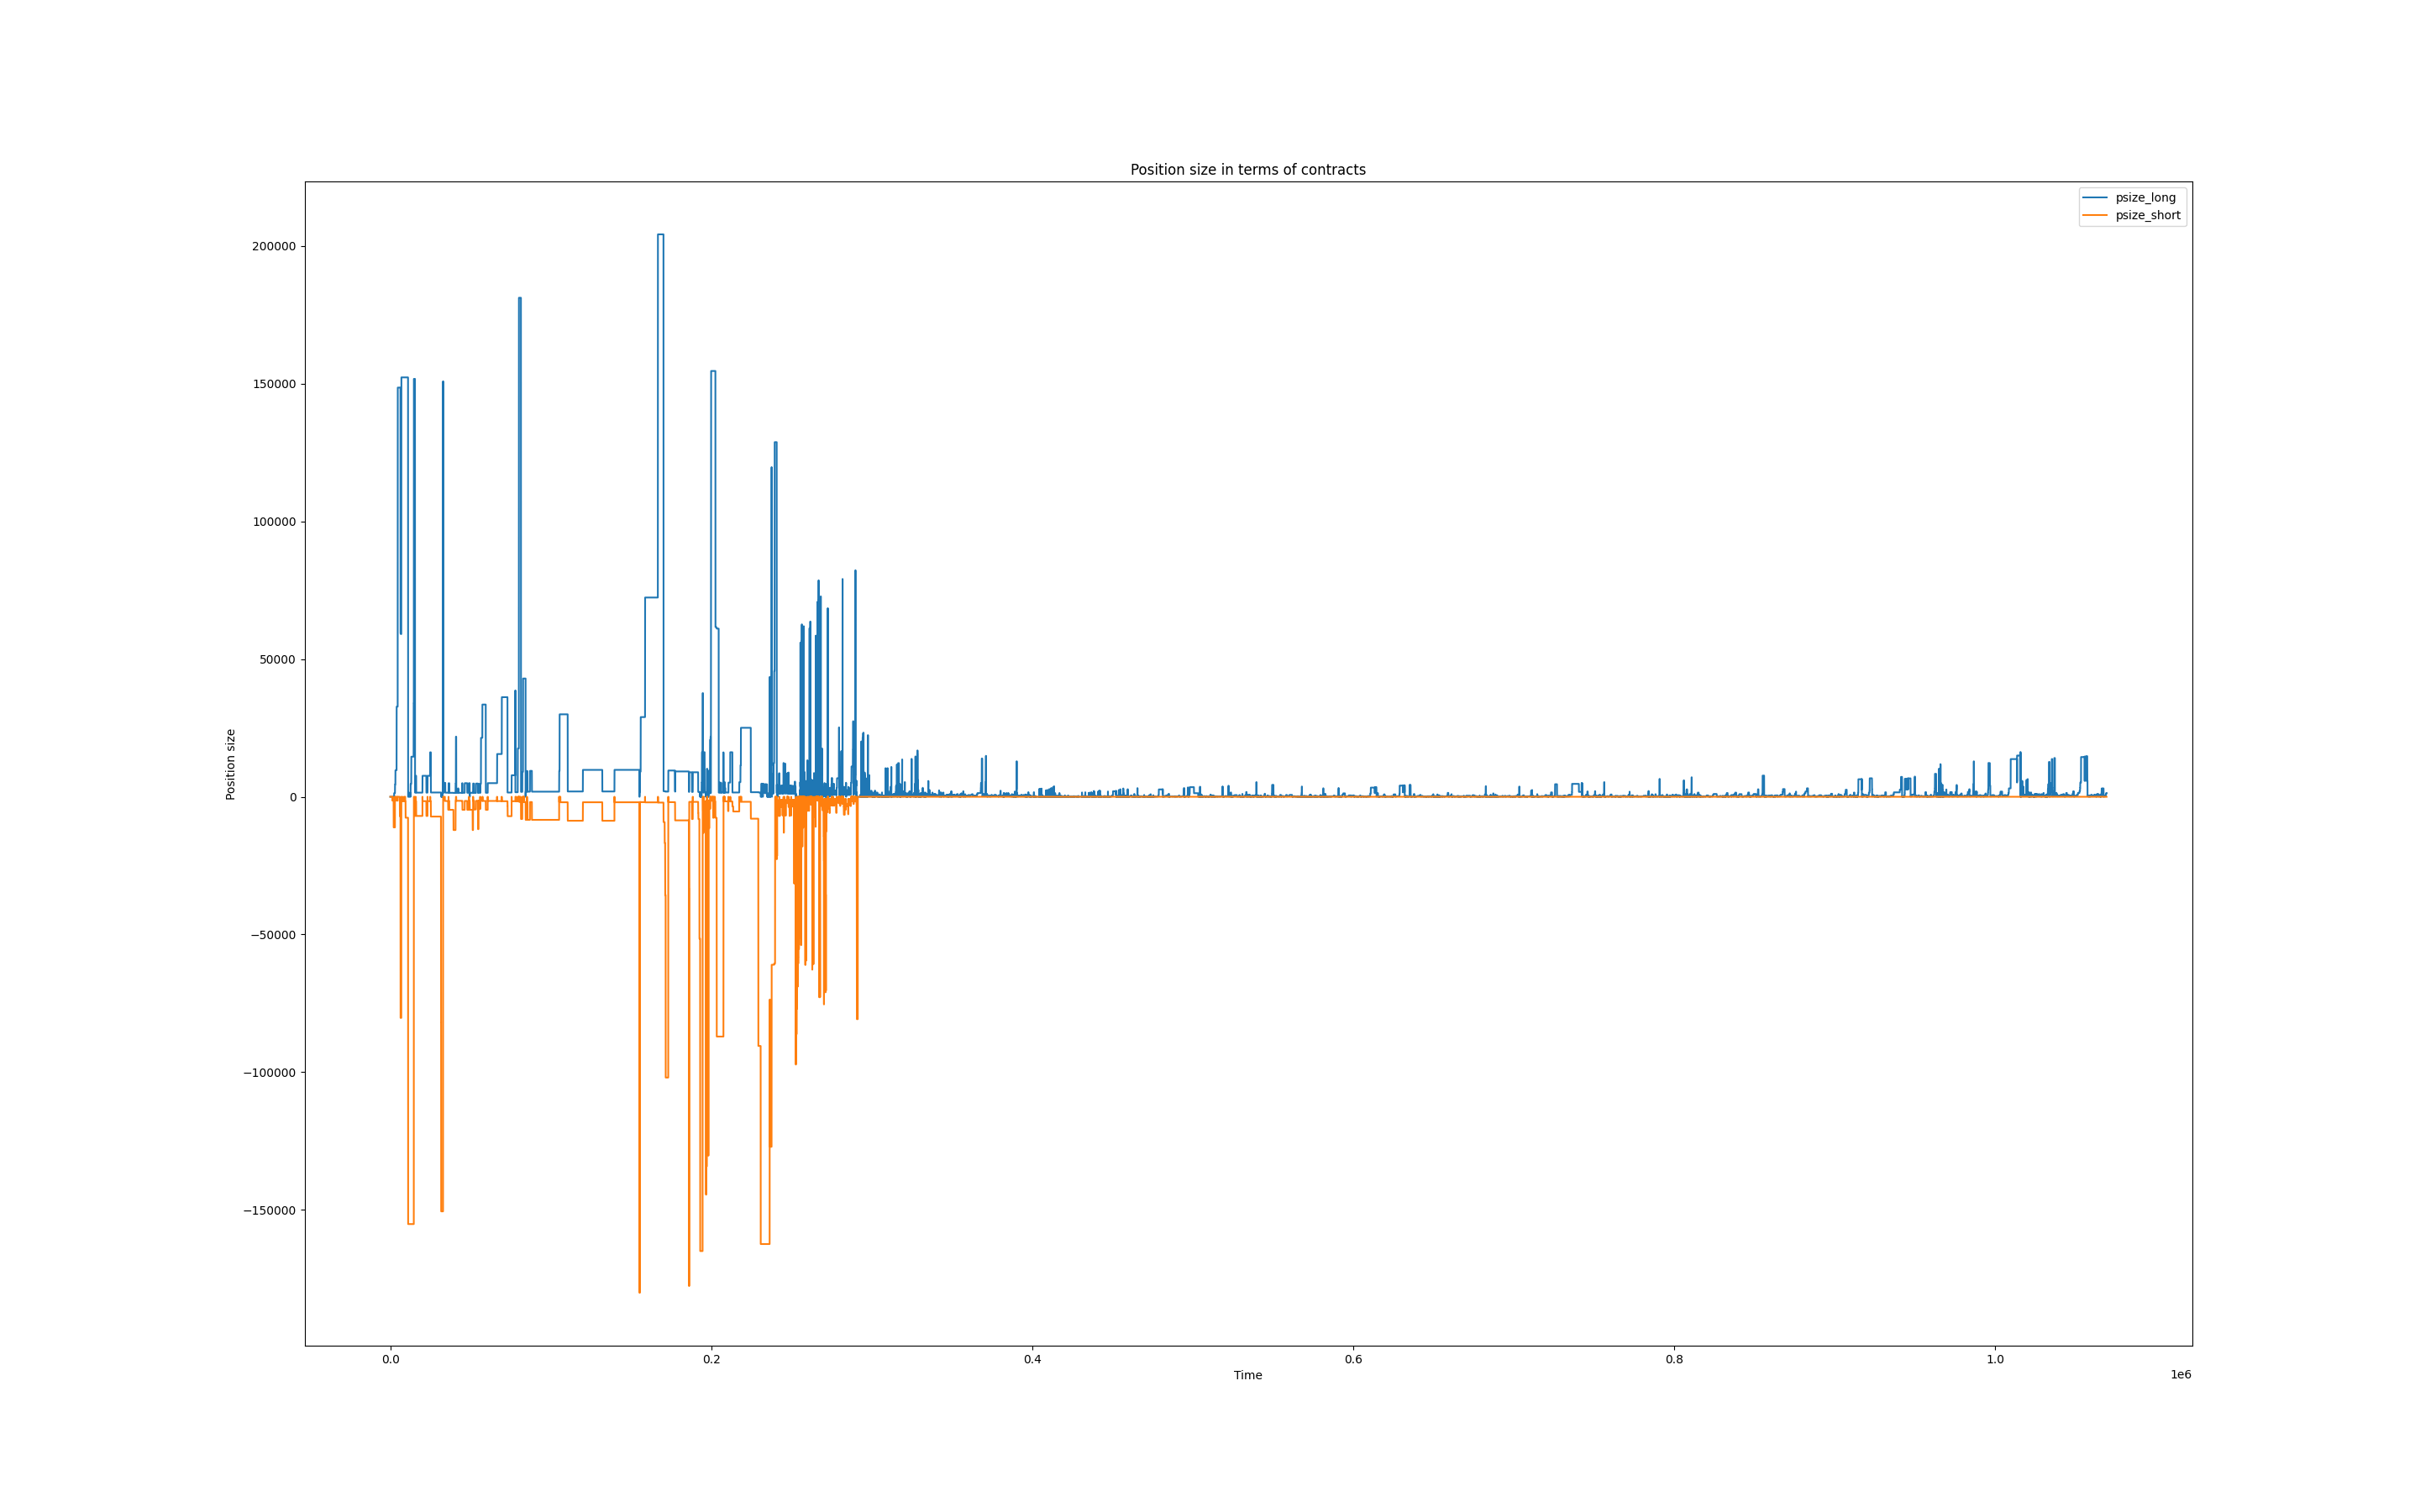 Position size in terms of contracts
psize_long
psize_short
200000
150000
100000
50000
0
−50000
−100000
−150000
Position size
0.0
0.2
0.4
0.6
0.8
1.0
1e6
Time